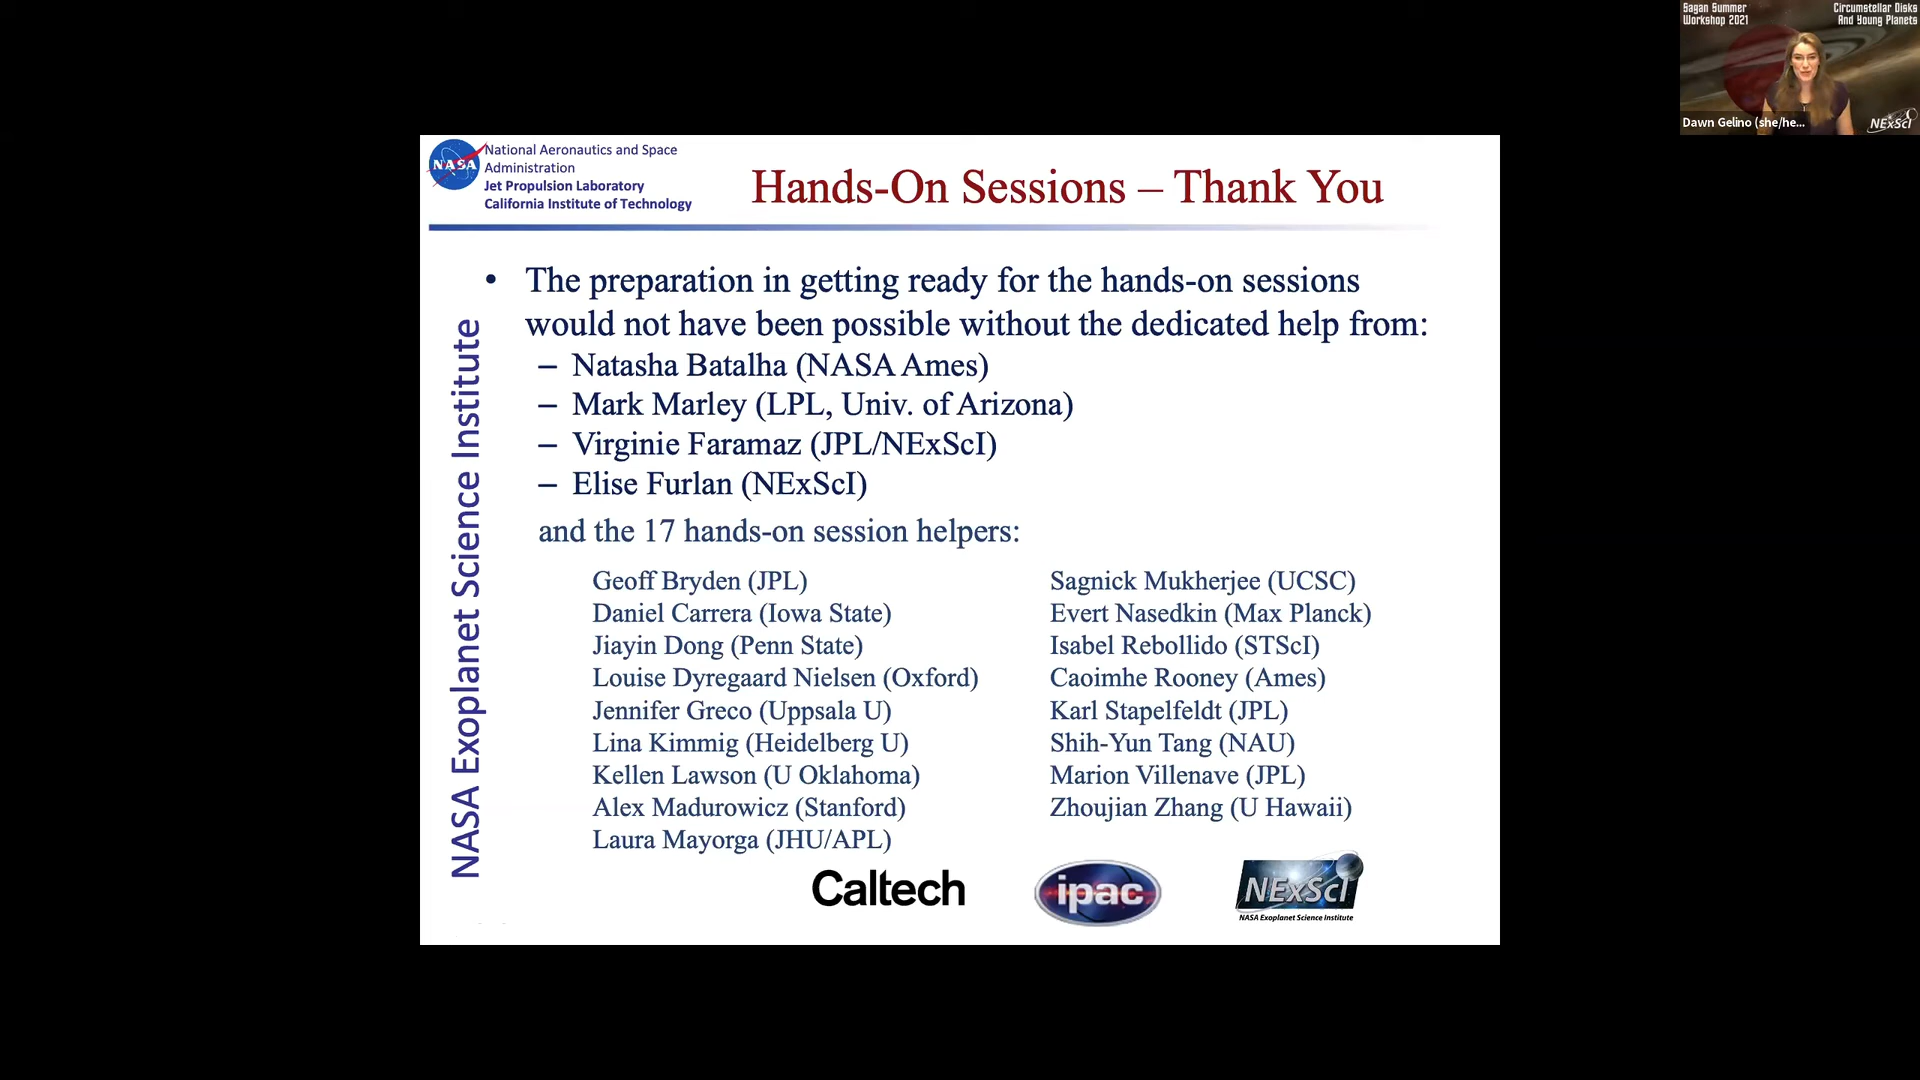 Sagan Summer
Workshop 2021
Circumstellar Disks
And Young Planets
Dawn Gelino (she/he...
NExScI
NASA
National Aeronautics and Space
Administration
Jet Propulsion Laboratory
California Institute of Technology
Hands-On Sessions – Thank You
NASA Exoplanet Science Institute
• The preparation in getting ready for the hands-on sessions
would not have been possible without the dedicated help from:
– Natasha Batalha (NASA Ames)
– Mark Marley (LPL, Univ. of Arizona)
– Virginie Faramaz (JPL/NExScI)
– Elise Furlan (NExScI)
and the 17 hands-on session helpers:
Geoff Bryden (JPL)
Daniel Carrera (Iowa State)
Jiayin Dong (Penn State)
Louise Dyregaard Nielsen (Oxford)
Jennifer Greco (Uppsala U)
Lina Kimmig (Heidelberg U)
Kellen Lawson (U Oklahoma)
Alex Madurowicz (Stanford)
Laura Mayorga (JHU/APL)
Sagnick Mukherjee (UCSC)
Evert Nasedkin (Max Planck)
Isabel Rebollido (STScI)
Caoimhe Rooney (Ames)
Karl Stapelfeldt (JPL)
Shih-Yun Tang (NAU)
Marion Villenave (JPL)
Zhoujian Zhang (U Hawaii)
Caltech
ipac
NExScI
NASA Exoplanet Science Institute